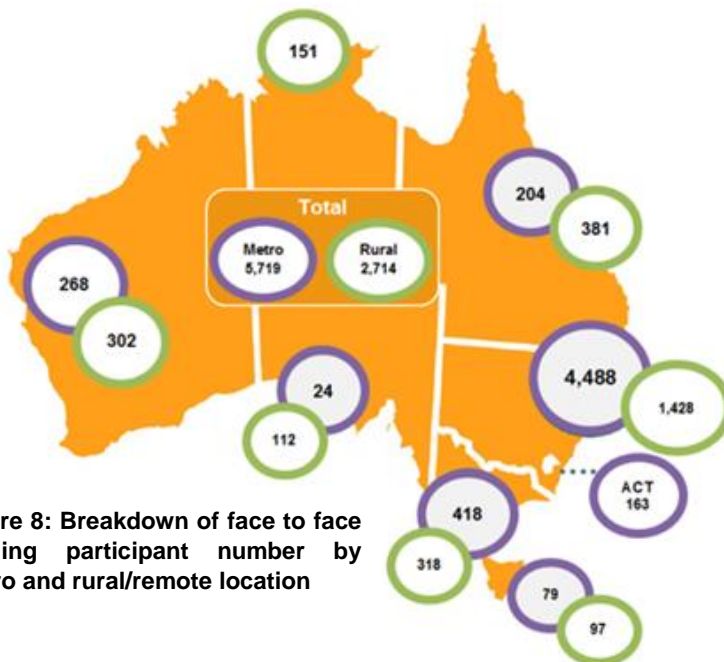 151
204
381
Total
Metro
5,719
Rural
2,714
268
302
24
112
4,488
1,428
ACT
163
418
318
79
97
re 8: Breakdown of face to face
ing participant number by
o and rural/remote location